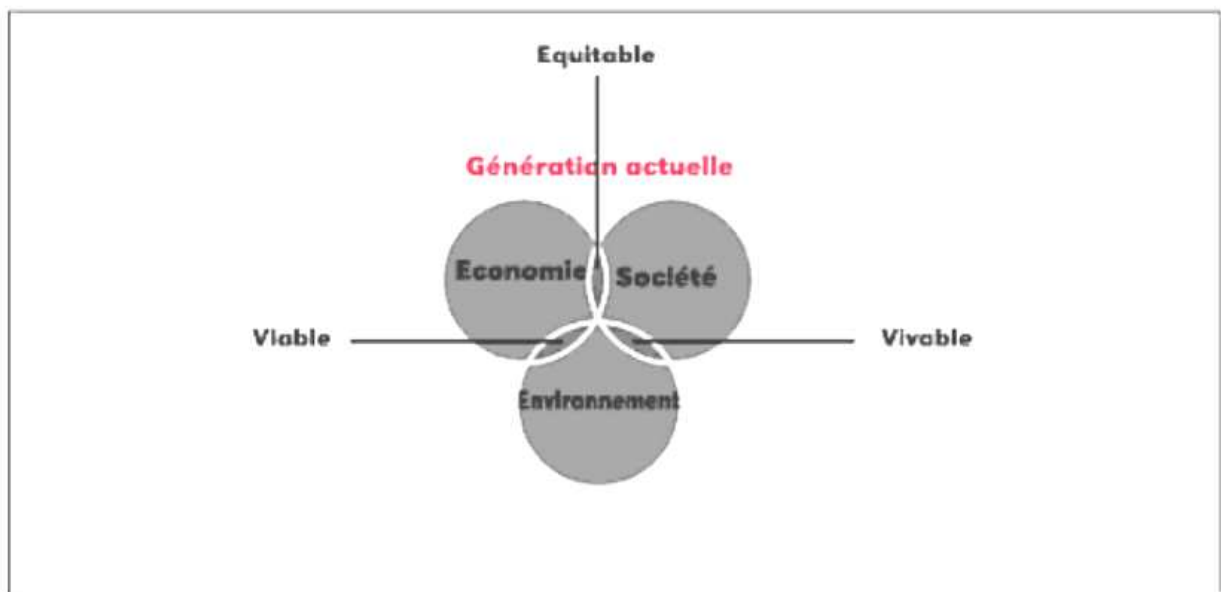 Equitable
Génération actuelle
Economie
Société
Viable
Vivable
Environnement